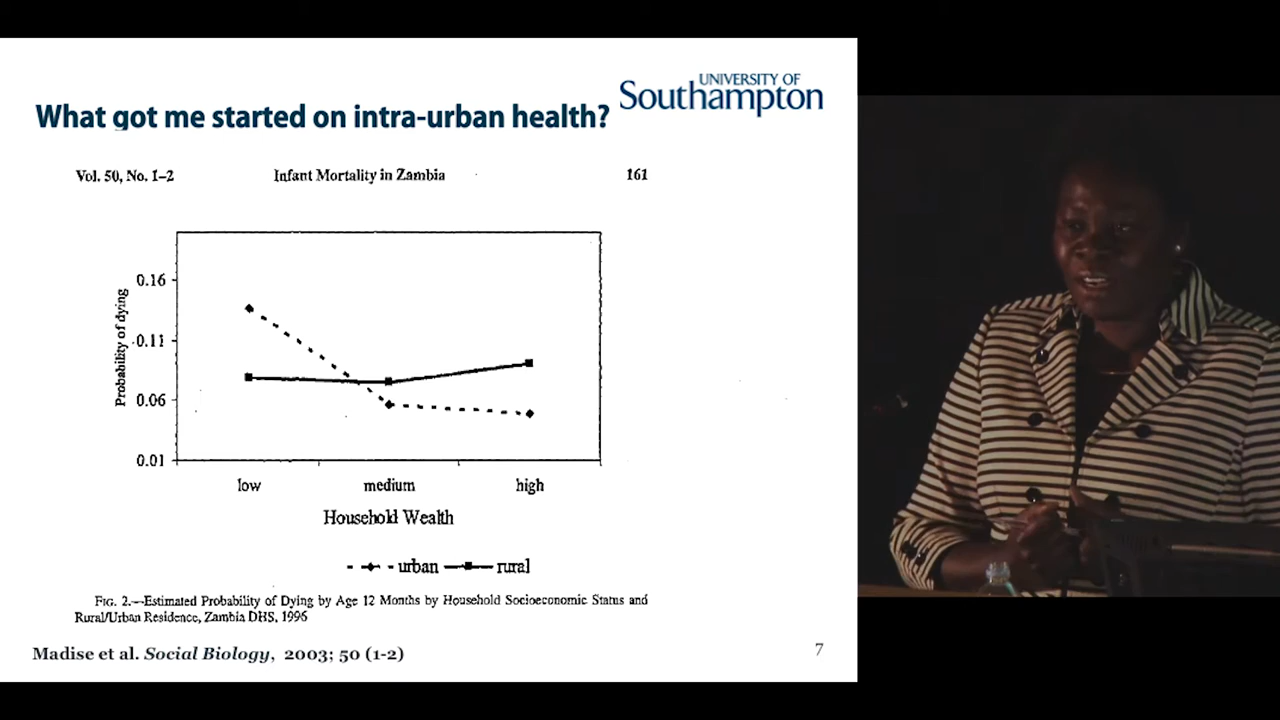 What got me started on intra-urban health?
UNIVERSITY OF
Southampton
Vol. 50, No. 1–2 Infant Mortality in Zambia 161
Probability of dying
0.16
0.11
0.06
0.01
low medium high
Household Wealth
urban rural
FIG. 2.—Estimated Probability of Dying by Age 12 Months by Household Socioeconomic Status and
Rural/Urban Residence, Zambia DHS, 1996
Madise et al. Social Biology, 2003; 50 (1-2)
7